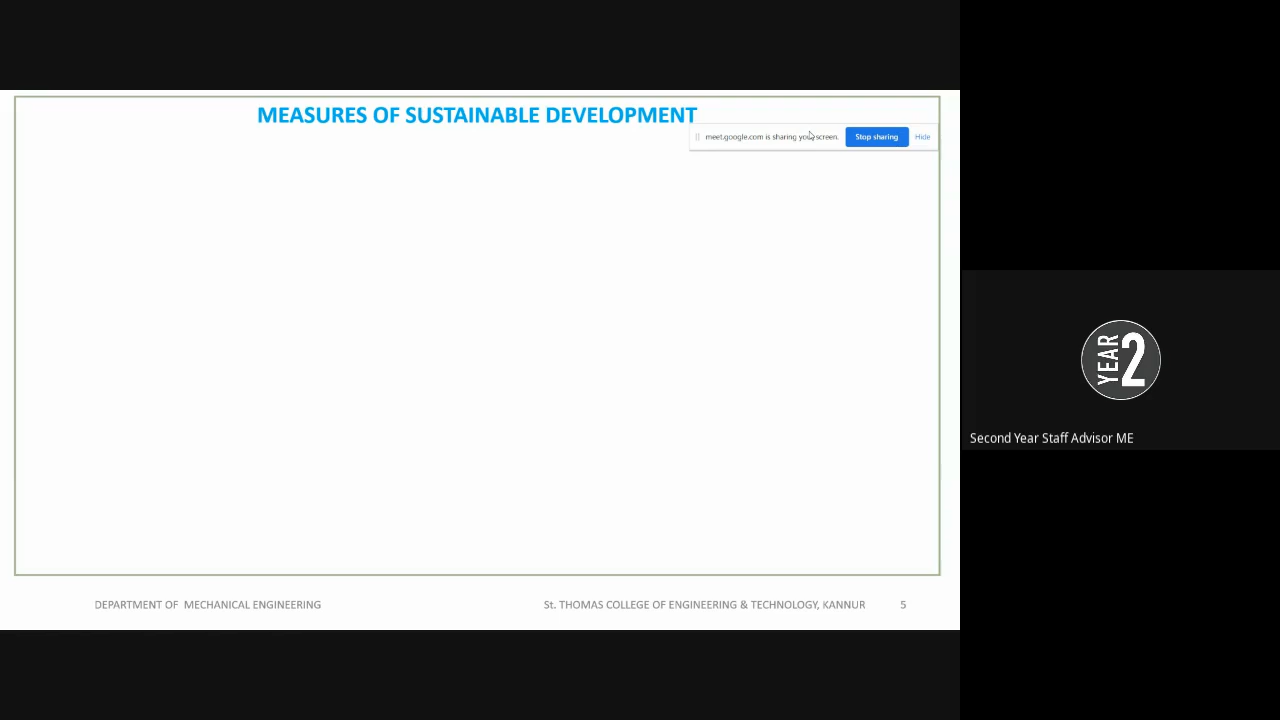 MEASURES OF SUSTAINABLE DEVELOPMENT
meet.google.com is sharing your screen. Stop sharing Hide
YEAR 2
Second Year Staff Advisor ME
DEPARTMENT OF MECHANICAL ENGINEERING St. THOMAS COLLEGE OF ENGINEERING & TECHNOLOGY, KANNUR 5